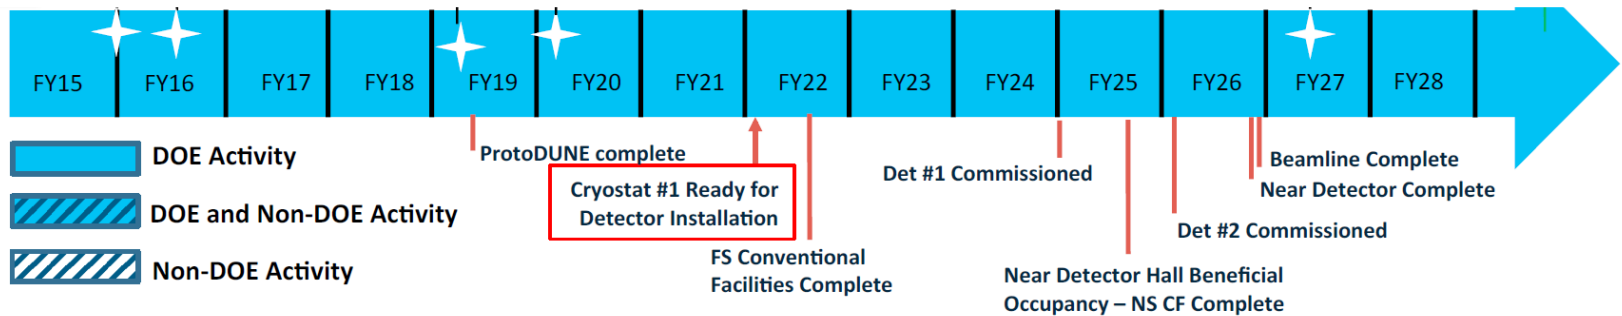 FY15 FY16 FY17 FY18 FY19 FY20 FY21 FY22 FY23 FY24 FY25 FY26 FY27 FY28
DOE Activity
DOE and Non-DOE Activity
Non-DOE Activity
ProtoDUNE complete
Cryostat #1 Ready for
Detector Installation
FS Conventional
Facilities Complete
Det #1 Commissioned
Near Detector Hall Beneficial
Occupancy – NS CF Complete
Det #2 Commissioned
Beamline Complete
Near Detector Complete